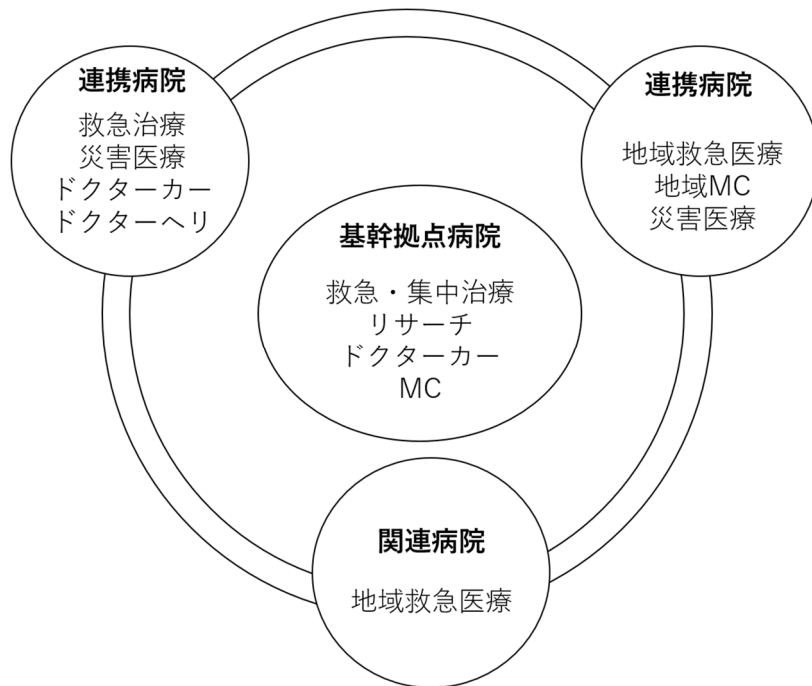 連携病院
救急治療
災害医療
ドクターカー
ドクターヘリ
連携病院
地域救急医療
地域MC
災害医療
基幹拠点病院
救急・集中治療
リサーチ
ドクターカー
MC
関連病院
地域救急医療